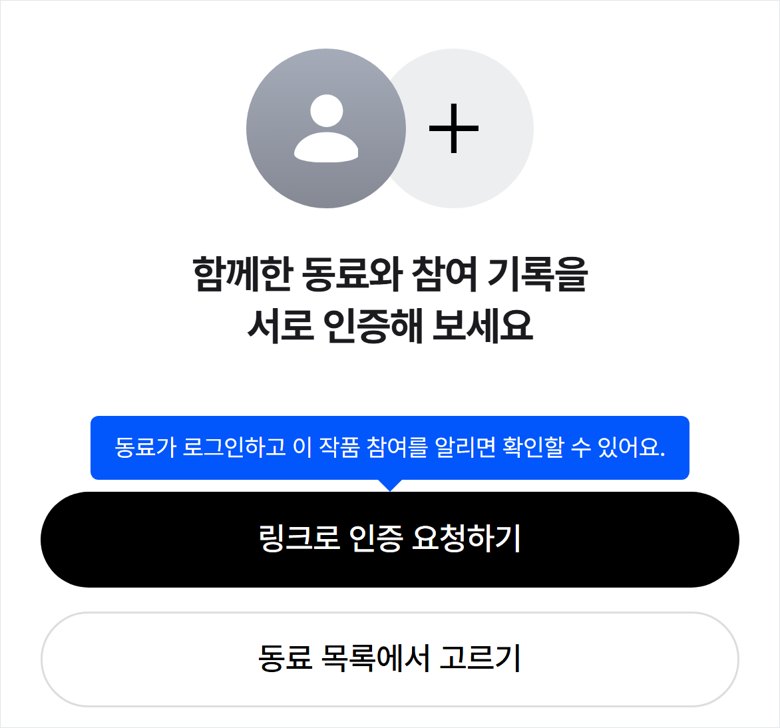 함께한 동료와 참여 기록을
서로 인증해 보세요
동료가 로그인하고 이 작품 참여를 알리면 확인할 수 있어요.
링크로 인증 요청하기
동료 목록에서 고르기